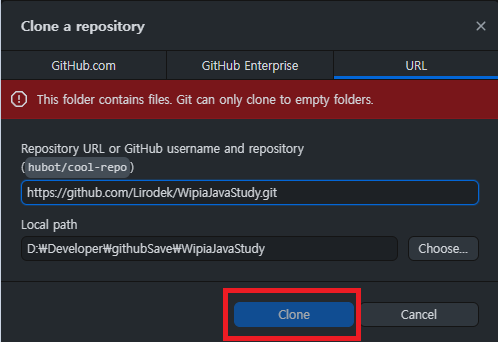 Clone a repository
GitHub.com GitHub Enterprise URL
This folder contains files. Git can only clone to empty folders.
Repository URL or GitHub username and repository
(hubot/cool-repo)
https://github.com/Lirodek/WipiaJavaStudy.git
Local path
D:₩Developer₩githubSave₩WipiaJavaStudy Choose...
Clone Cancel